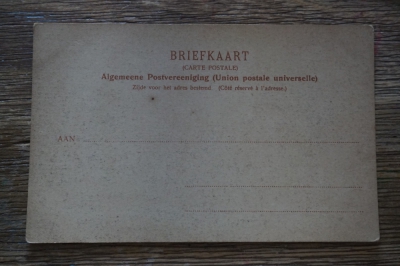 BRIEFKAART
(CARTE POSTALE)
Algemeene Postvereeniging (Union postale universelle)
Zijde voor het adres bestemd. (Côté réservé à l'adresse.)
AAN